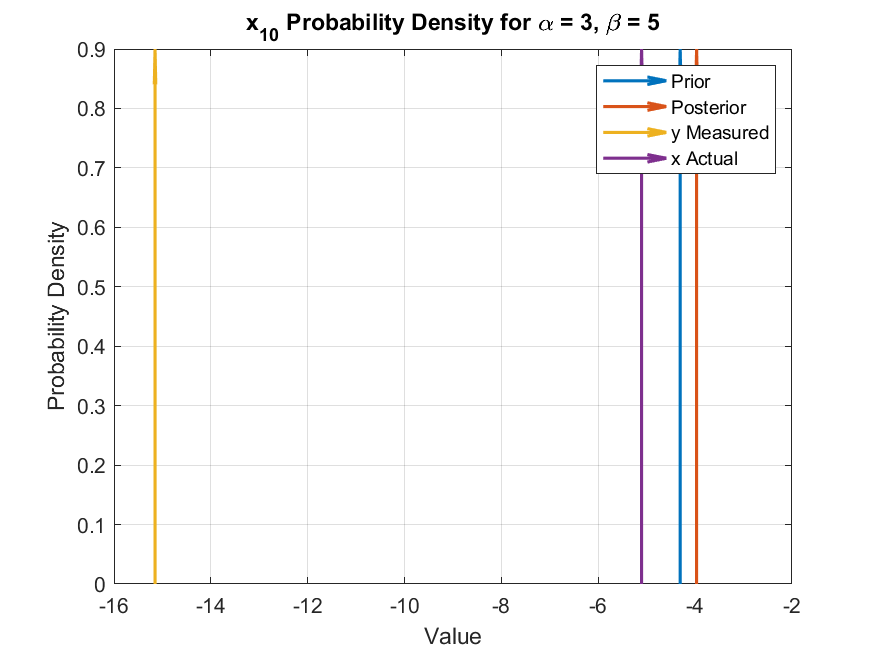 x10 Probability Density for α = 3, β = 5
0.9
0.8
0.7
0.6
0.5
0.4
0.3
0.2
0.1
0
Probability Density
Prior
Posterior
y Measured
x Actual
-16 -14 -12 -10 -8 -6 -4 -2
Value